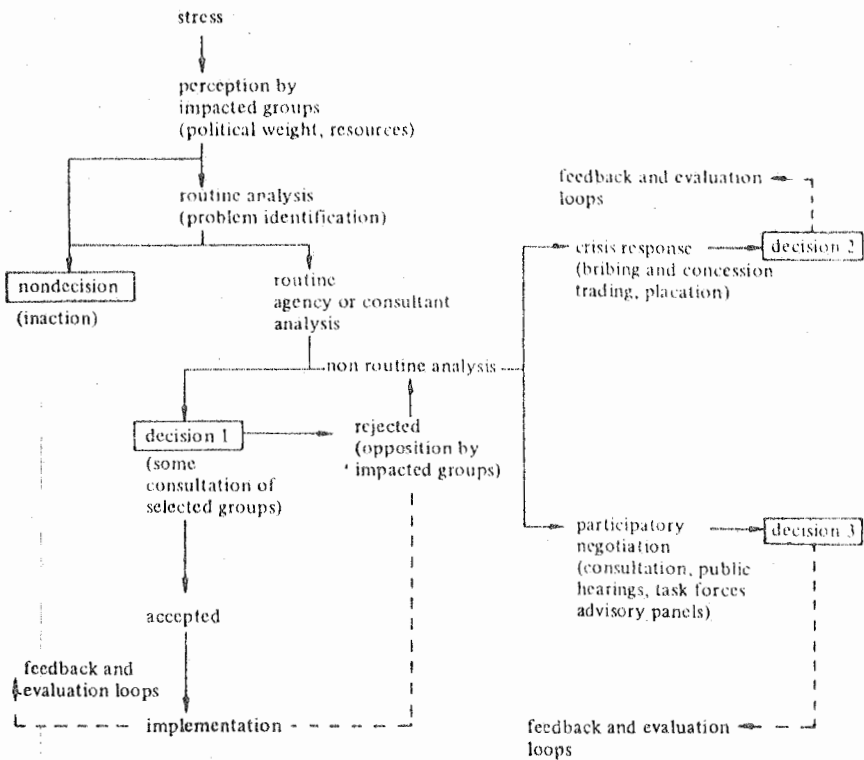 stress
perception by
impacted groups
(political weight, resources)
routine analysis
(problem identification)
nondecision
(inaction)
routine
agency or consultant
analysis
non routine analysis
decision 1
(some
consultation of
selected groups)
rejected
(opposition by
impacted groups)
accepted
feedback and
evaluation loops
implementation
feedback and evaluation
loops
crisis response
(bribing and concession
trading, placation)
decision 2
participatory
negotiation
(consultation, public
hearings, task forces
advisory panels)
decision 3
feedback and evaluation
loops